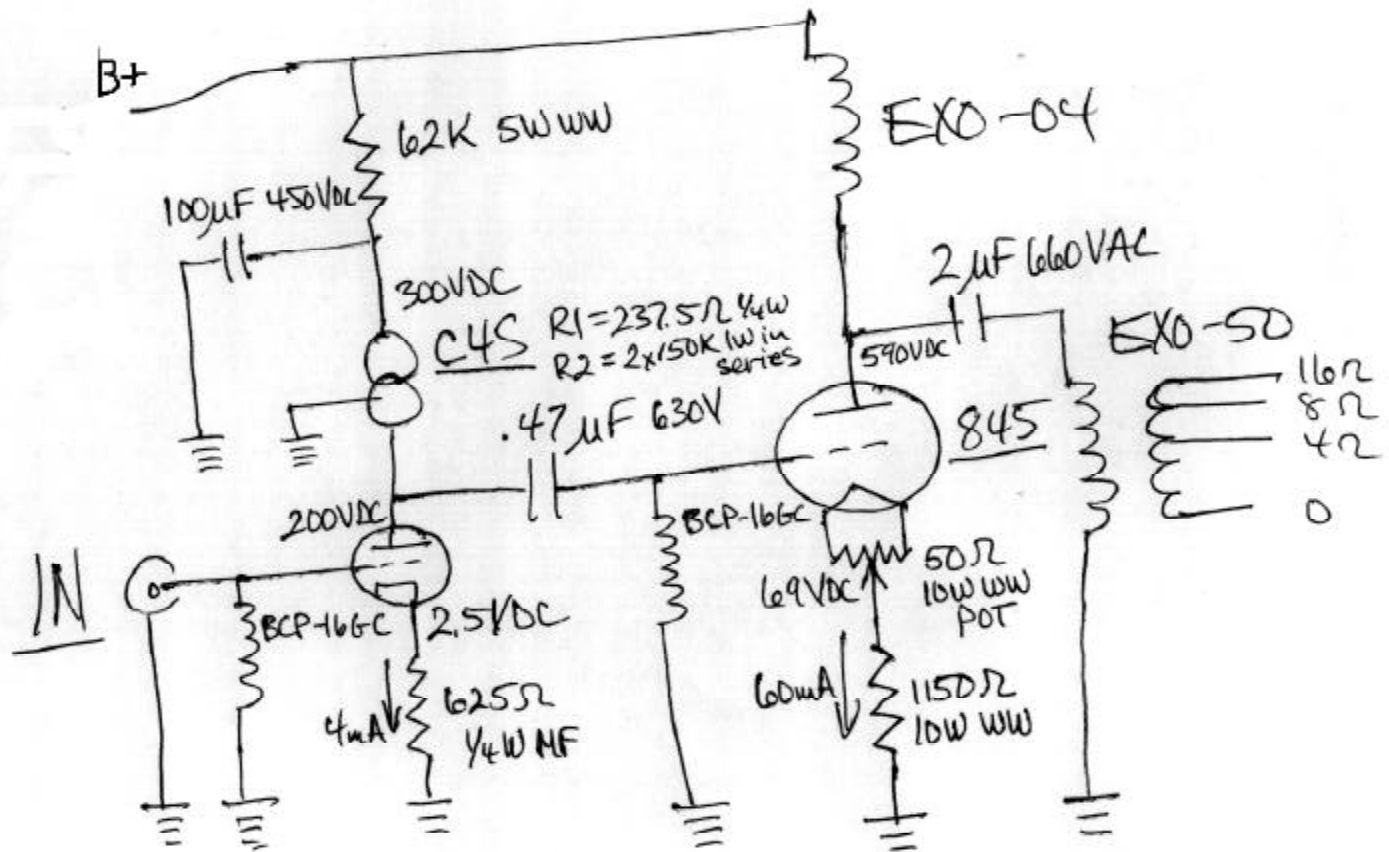 B+
62K 5W WW
EXO-04
100µF 450VDC
300VDC
C4S
R1=237.5Ω ¼W
R2=2x150K 1W in
series
2µF 660VAC
590VDC
EXO-50
16Ω
8Ω
4Ω
0
.47µF 630V
845
200VDC
BCP-16GC
IN
BCP-16GC
2.5VDC
69VDC
50Ω
10W WW
POT
4mA
625Ω
¼W MF
60mA
1150Ω
10W WW